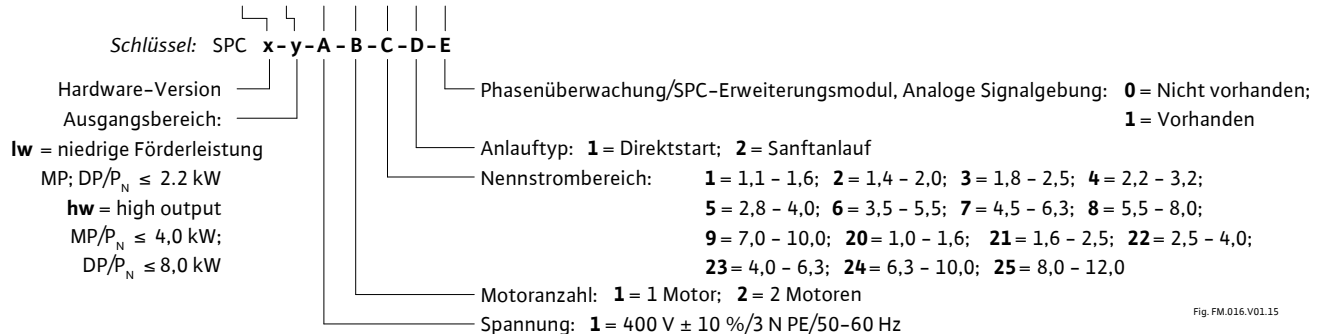 Schlüssel: SPC x-y-A-B-C-D-E
Hardware-Version
Ausgangsbereich:
lw = niedrige Förderleistung
MP; DP/P_N ≤ 2.2 kW
hw = high output
MP/P_N ≤ 4,0 kW;
DP/P_N ≤ 8,0 kW
Phasenüberwachung/SPC-Erweiterungsmodul, Analoge Signalgebung: 0 = Nicht vorhanden;
1 = Vorhanden
Anlauftyp: 1 = Direktstart; 2 = Sanftanlauf
Nennstrombereich: 1 = 1,1 - 1,6; 2 = 1,4 - 2,0; 3 = 1,8 - 2,5; 4 = 2,2 - 3,2;
5 = 2,8 - 4,0; 6 = 3,5 - 5,5; 7 = 4,5 - 6,3; 8 = 5,5 - 8,0;
9 = 7,0 - 10,0; 20 = 1,0 - 1,6; 21 = 1,6 - 2,5; 22 = 2,5 - 4,0;
23 = 4,0 - 6,3; 24 = 6,3 - 10,0; 25 = 8,0 - 12,0
Motoranzahl: 1 = 1 Motor; 2 = 2 Motoren
Spannung: 1 = 400 V ± 10 %/3 N PE/50-60 Hz
Fig. FM.016.V01.15